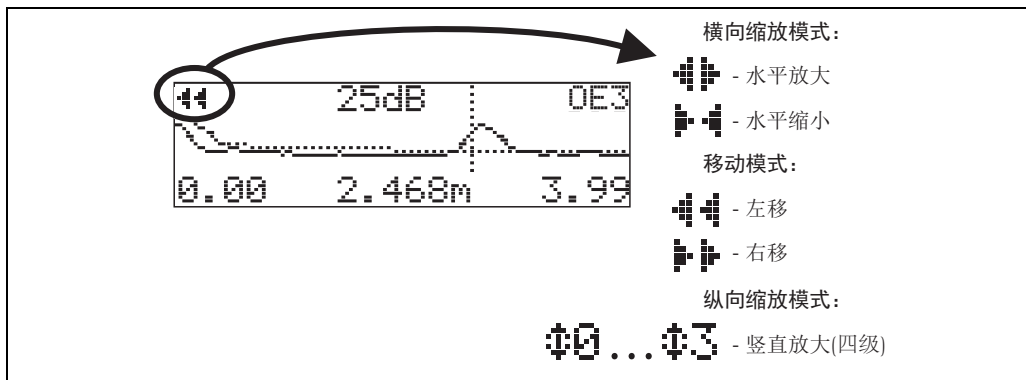 25dB OE3
0.00 2.468m 3.99
横向缩放模式：
- 水平放大
- 水平缩小
移动模式：
- 左移
- 右移
纵向缩放模式：
0...3 - 竖直放大(四级)